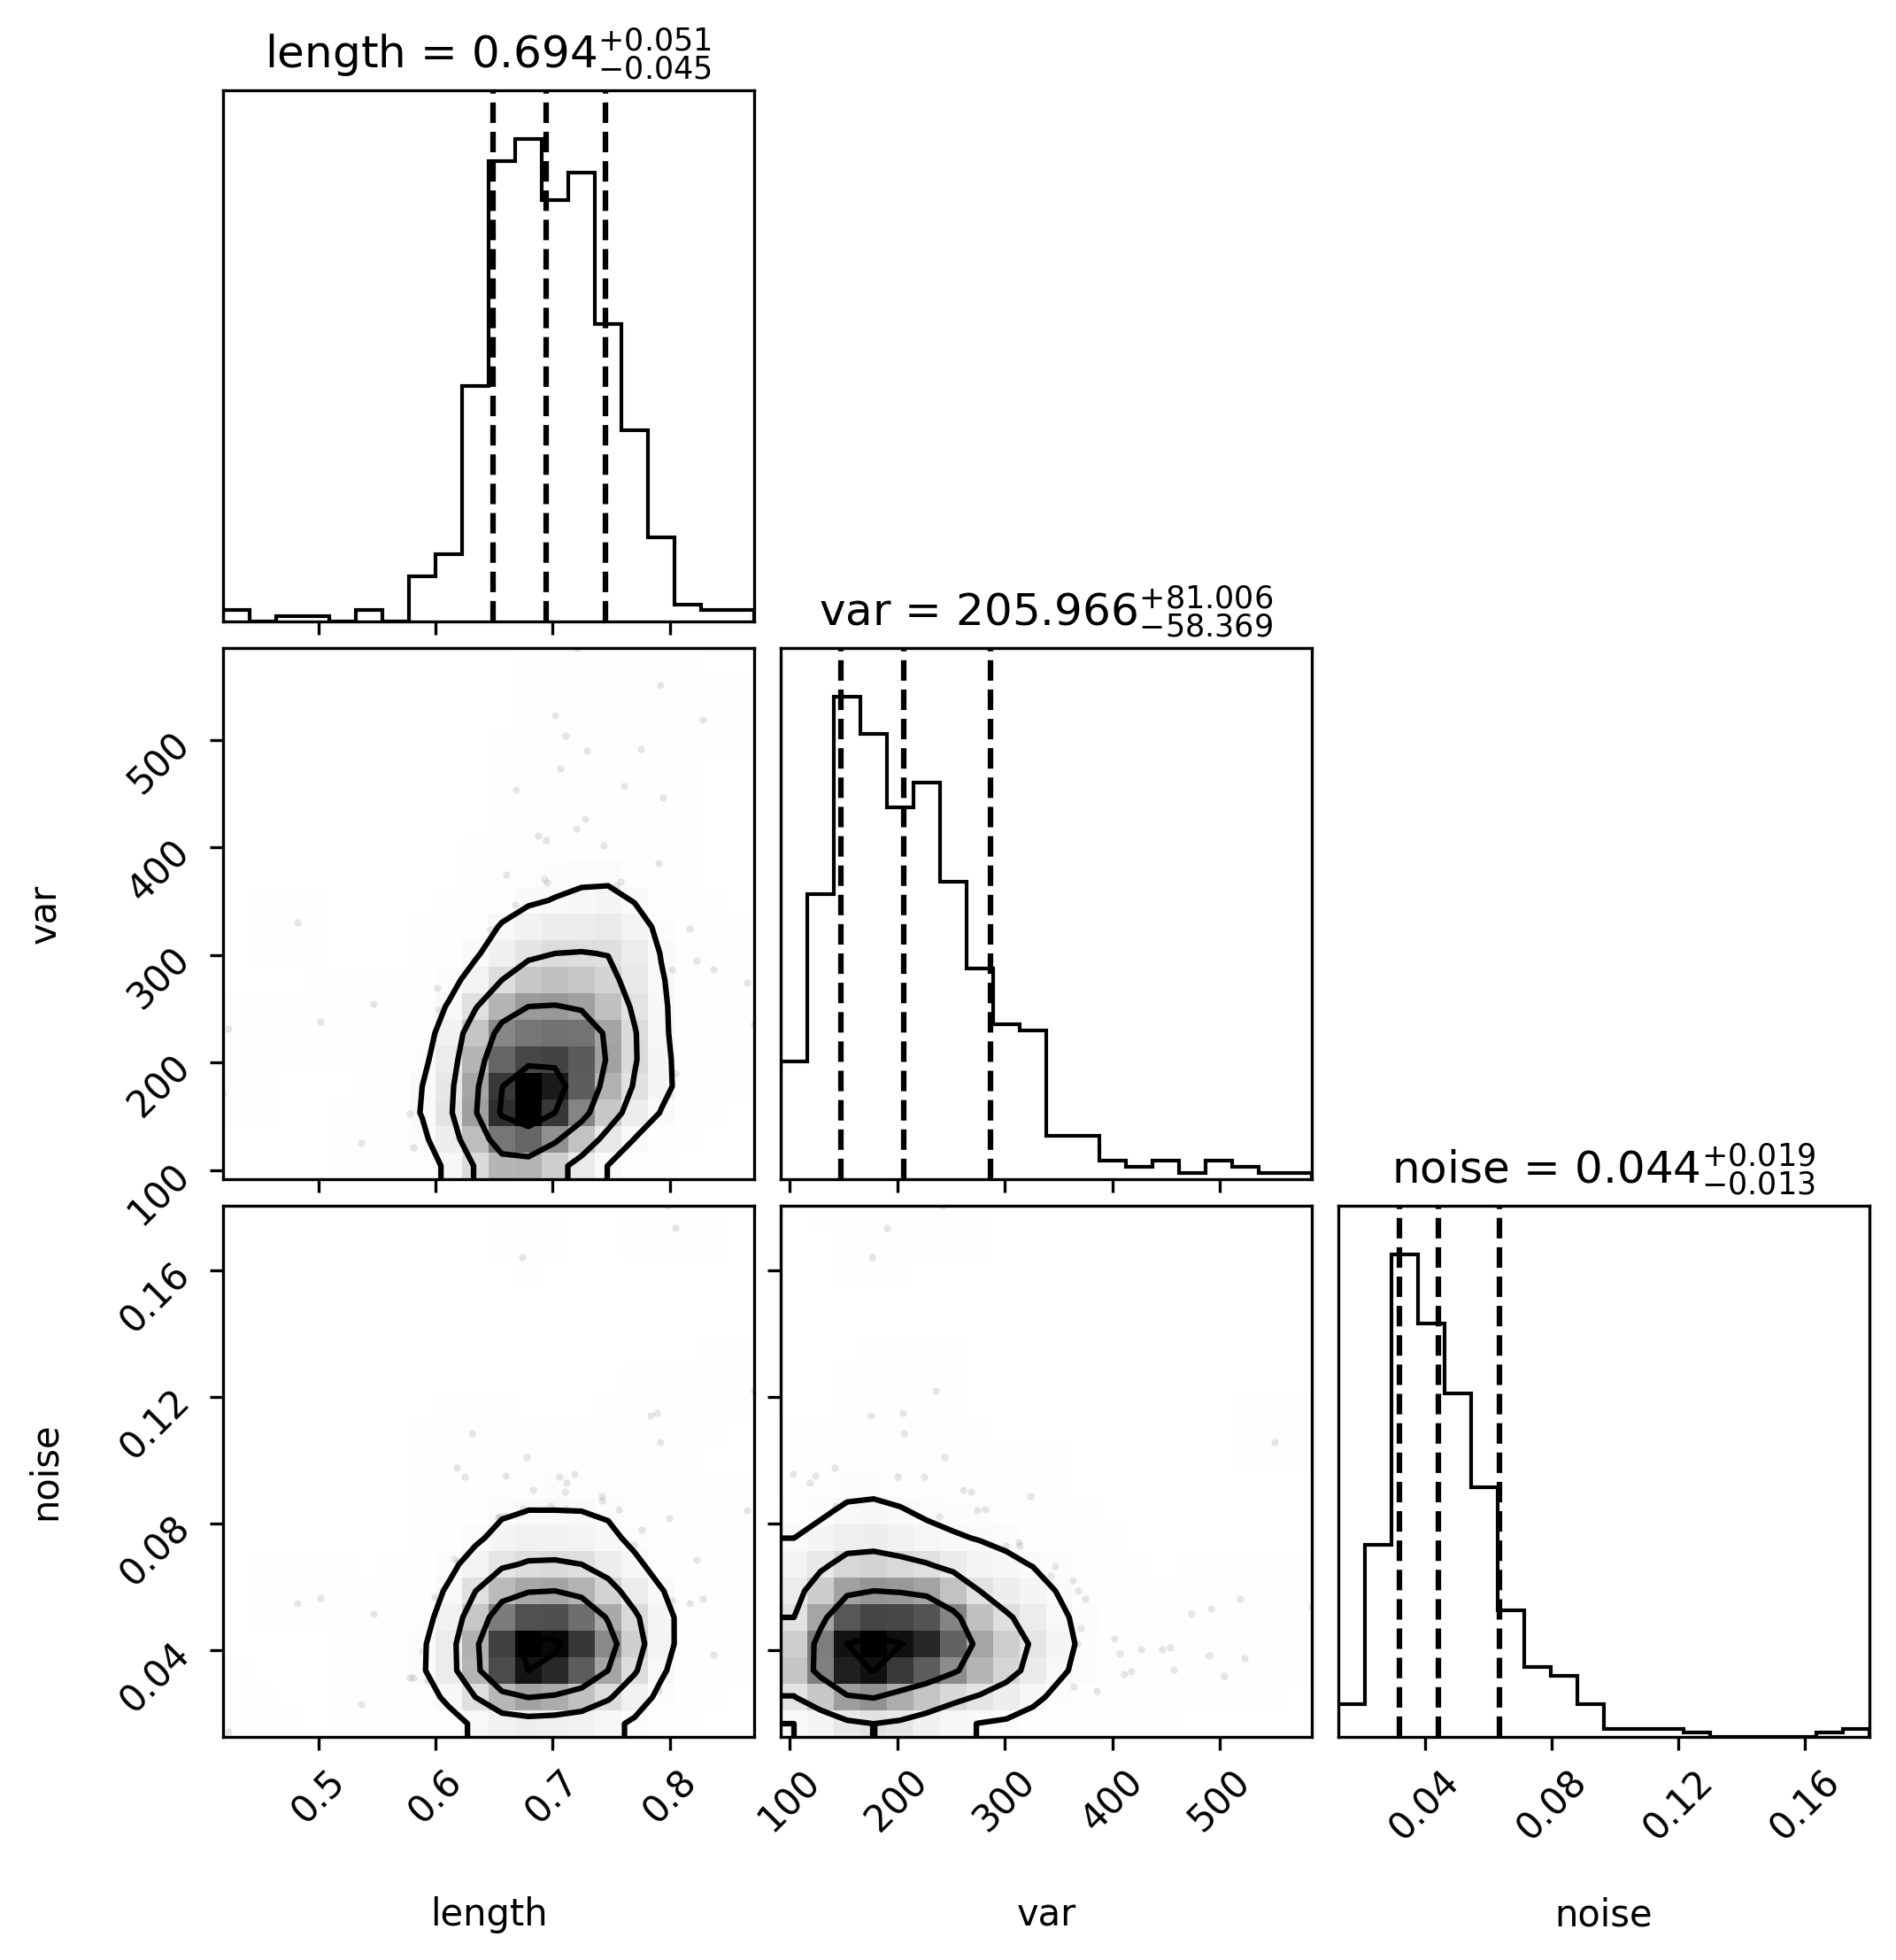 length = 0.694+0.051−0.045
var = 205.966+81.006−58.369
var
500
400
300
200
100
noise = 0.044+0.019−0.013
noise
0.16
0.12
0.08
0.04
0.5 0.6 0.7 0.8 100 200 300 400 500 0.04 0.08 0.12 0.16
length var noise